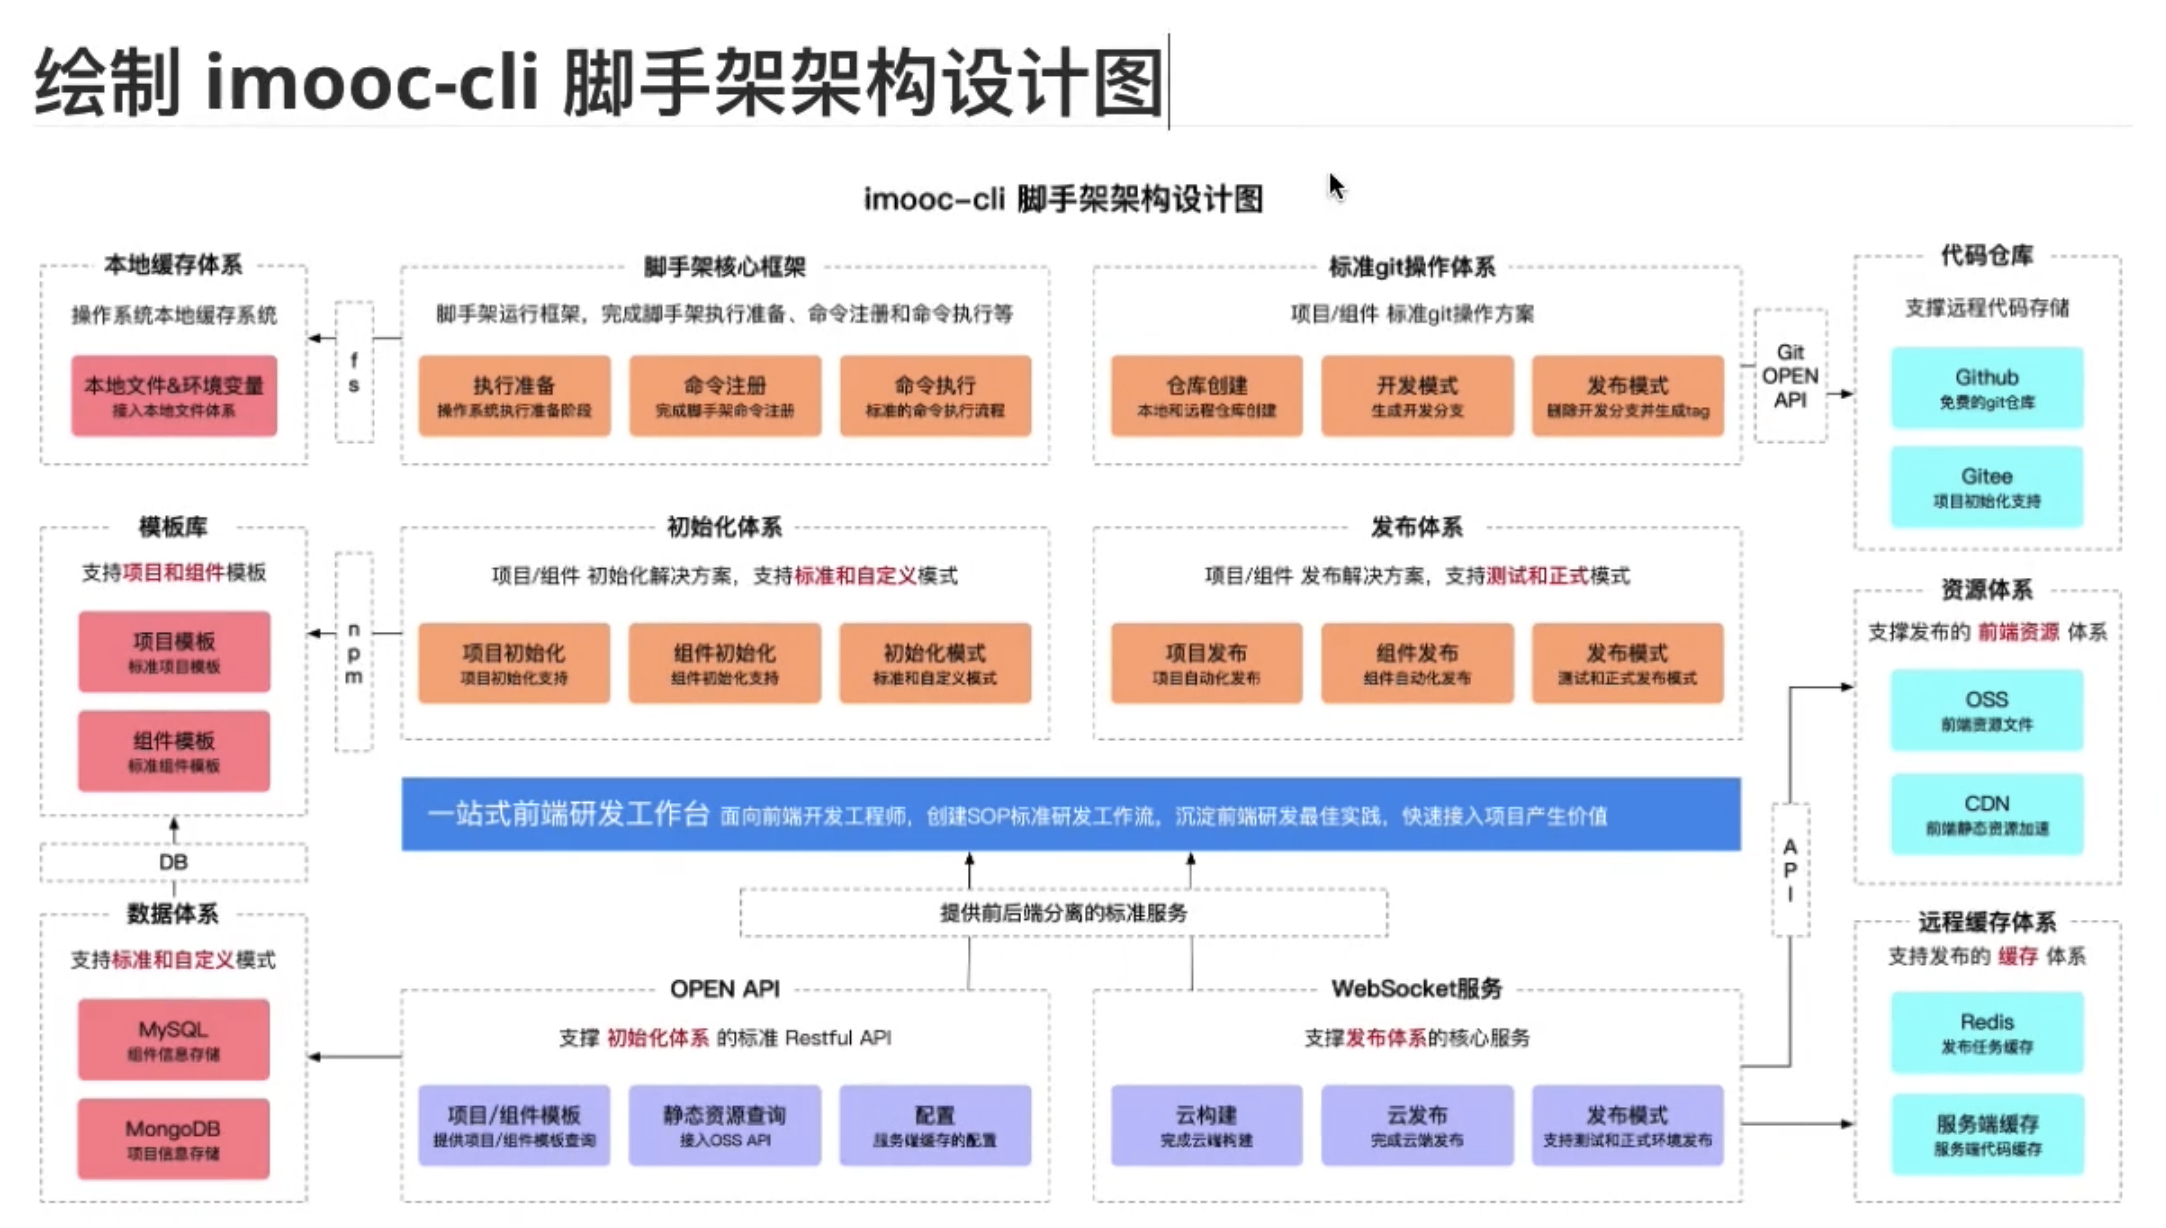 绘制 imooc-cli 脚手架架构设计图
imooc-cli 脚手架架构设计图
本地缓存体系
操作系统本地缓存系统
本地文件&环境变量
接入本地文件体系
f
s
脚手架核心框架
脚手架运行框架，完成脚手架执行准备、命令注册和命令执行等
执行准备
操作系统执行准备阶段
命令注册
完成脚手架命令注册
命令执行
标准的命令执行流程
标准git操作体系
项目/组件 标准git操作方案
仓库创建
本地和远程仓库创建
开发模式
生成开发分支
发布模式
删除开发分支并生成tag
Git
OPEN
API
代码仓库
支撑远程代码存储
Github
免费的git仓库
Gitee
项目初始化支持
模板库
支持项目和组件模板
项目模板
标准项目模板
组件模板
标准组件模板
n
p
m
初始化体系
项目/组件 初始化解决方案，支持标准和自定义模式
项目初始化
项目初始化支持
组件初始化
组件初始化支持
初始化模式
标准和自定义模式
发布体系
项目/组件 发布解决方案，支持测试和正式模式
项目发布
项目自动化发布
组件发布
组件自动化发布
发布模式
测试和正式发布模式
资源体系
支撑发布的 前端资源 体系
OSS
前端资源文件
CDN
前端静态资源加速
一站式前端研发工作台 面向前端开发工程师，创建SOP标准研发工作流，沉淀前端研发最佳实践，快速接入项目产生价值
DB
提供前后端分离的标准服务
A
P
I
数据体系
支持标准和自定义模式
MySQL
组件信息存储
MongoDB
项目信息存储
OPEN API
支撑 初始化体系 的标准 Restful API
项目/组件模板
提供项目/组件模板查询
静态资源查询
接入OSS API
配置
服务端缓存的配置
WebSocket服务
支撑发布体系的核心服务
云构建
完成云端构建
云发布
完成云端发布
发布模式
支持测试和正式环境发布
远程缓存体系
支持发布的 缓存 体系
Redis
发布任务缓存
服务端缓存
服务端代码缓存